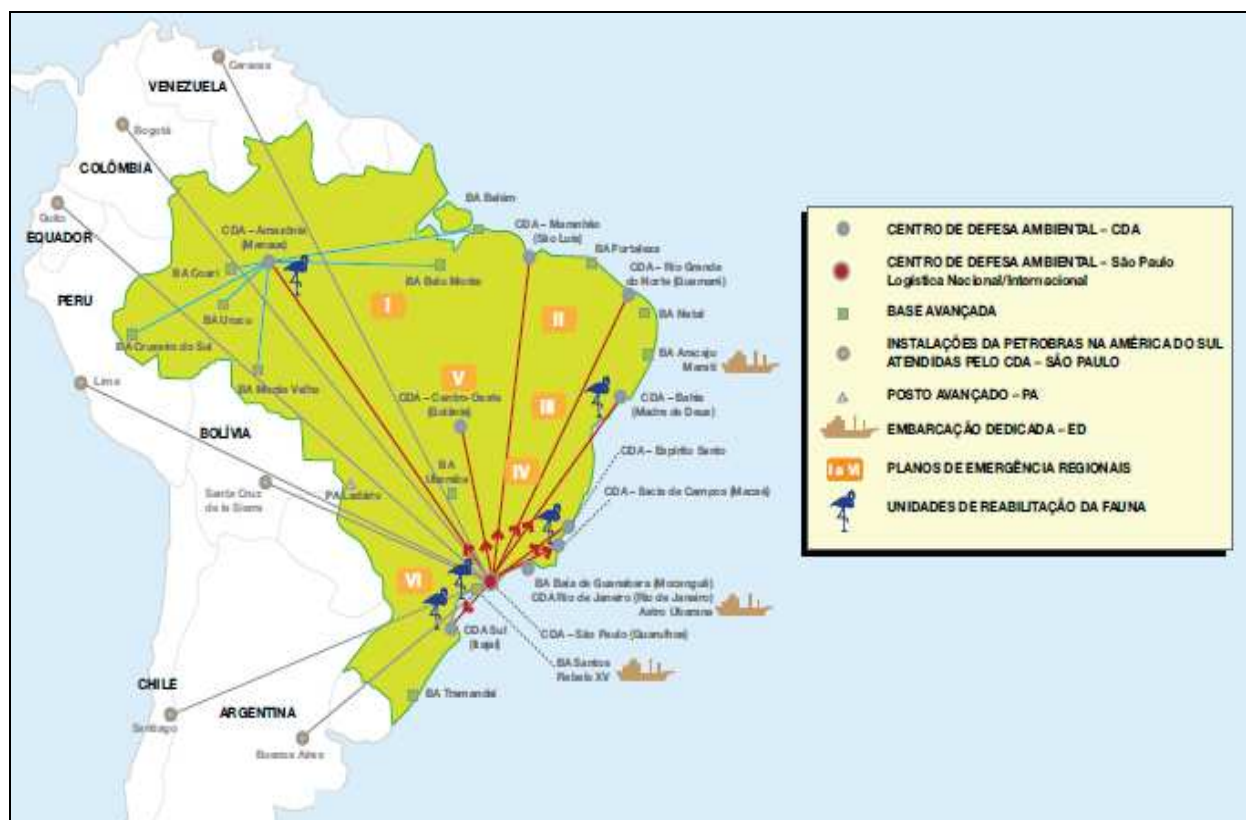 Caracas
VENEZUELA
Bogotá
COLÔMBIA
Quito
EQUADOR
PERU
Lima
BOLÍVIA
Santa Cruz
de la Sierra
CHILE
Santiago
ARGENTINA
Buenos Aires
BA Belém
CDA – Amazônia
(Manaus)
CDA – Maranhão
(São Luís)
BA Fortaleza
CDA – Rio Grande
do Norte (Guamaré)
BA Coari
BA Belo Monte
BA Urucu
BA Cruzeiro do Sul
BA Natal
BA Aracaju
BA Porto Velho
I
II
III
IV
V
VI
CDA – Centro-Oeste
(Goiânia)
CDA – Bahia
(Madre de Deus)
CDA – Espírito Santo
BA
Uberaba
PA Ladário
CDA – Bacia de Campos (Macaé)
BA Baía de Guanabara (Mocanguê)
CDA Rio de Janeiro (Rio de Janeiro)
Astro Ubarana
CDA Sul
(Itajaí)
CDA – São Paulo (Guarulhos)
BA Santos
Rebelo XV
BA Tramandaí
CENTRO DE DEFESA AMBIENTAL – CDA
CENTRO DE DEFESA AMBIENTAL – São Paulo
Logística Nacional/Internacional
BASE AVANÇADA
INSTALAÇÕES DA PETROBRAS NA AMÉRICA DO SUL
ATENDIDAS PELO CDA – SÃO PAULO
POSTO AVANÇADO – PA
EMBARCAÇÃO DEDICADA – ED
I a VI
PLANOS DE EMERGÊNCIA REGIONAIS
UNIDADES DE REABILITAÇÃO DA FAUNA